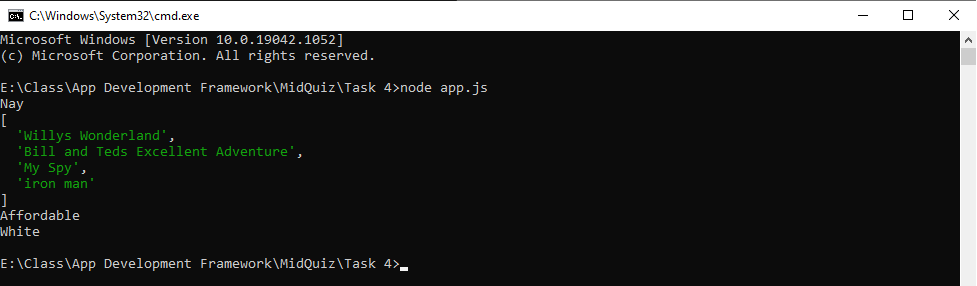 C:\Windows\System32\cmd.exe
Microsoft Windows [Version 10.0.19042.1052]
(c) Microsoft Corporation. All rights reserved.
E:\Class\App Development Framework\MidQuiz\Task 4>node app.js
Nay
[
  'Willys Wonderland',
  'Bill and Teds Excellent Adventure',
  'My Spy',
  'iron man'
]
Affordable
White
E:\Class\App Development Framework\MidQuiz\Task 4>